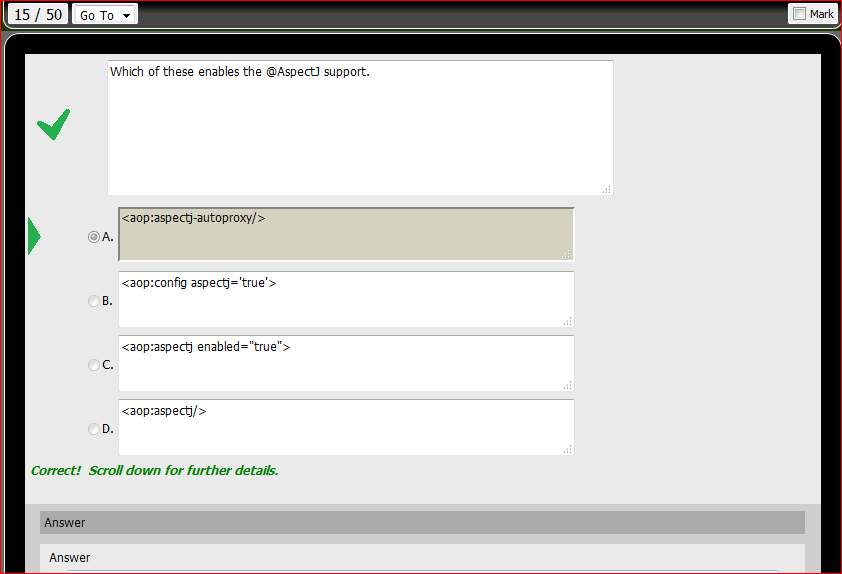 15 / 50 Go To Mark
Which of these enables the @AspectJ support.
A. <aop:aspectj-autoproxy/>
B. <aop:config aspectj='true'>
C. <aop:aspectj enabled="true">
D. <aop:aspectj/>
Correct! Scroll down for further details.
Answer
Answer